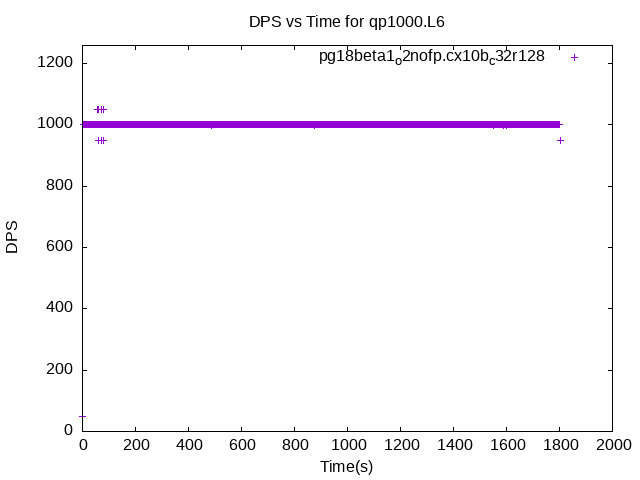 DPS vs Time for qp1000.L6
pg18beta1o2nofp.cx10bc32r128
1200
1000
800
600
400
200
0
DPS
0 200 400 600 800 1000 1200 1400 1600 1800 2000
Time(s)